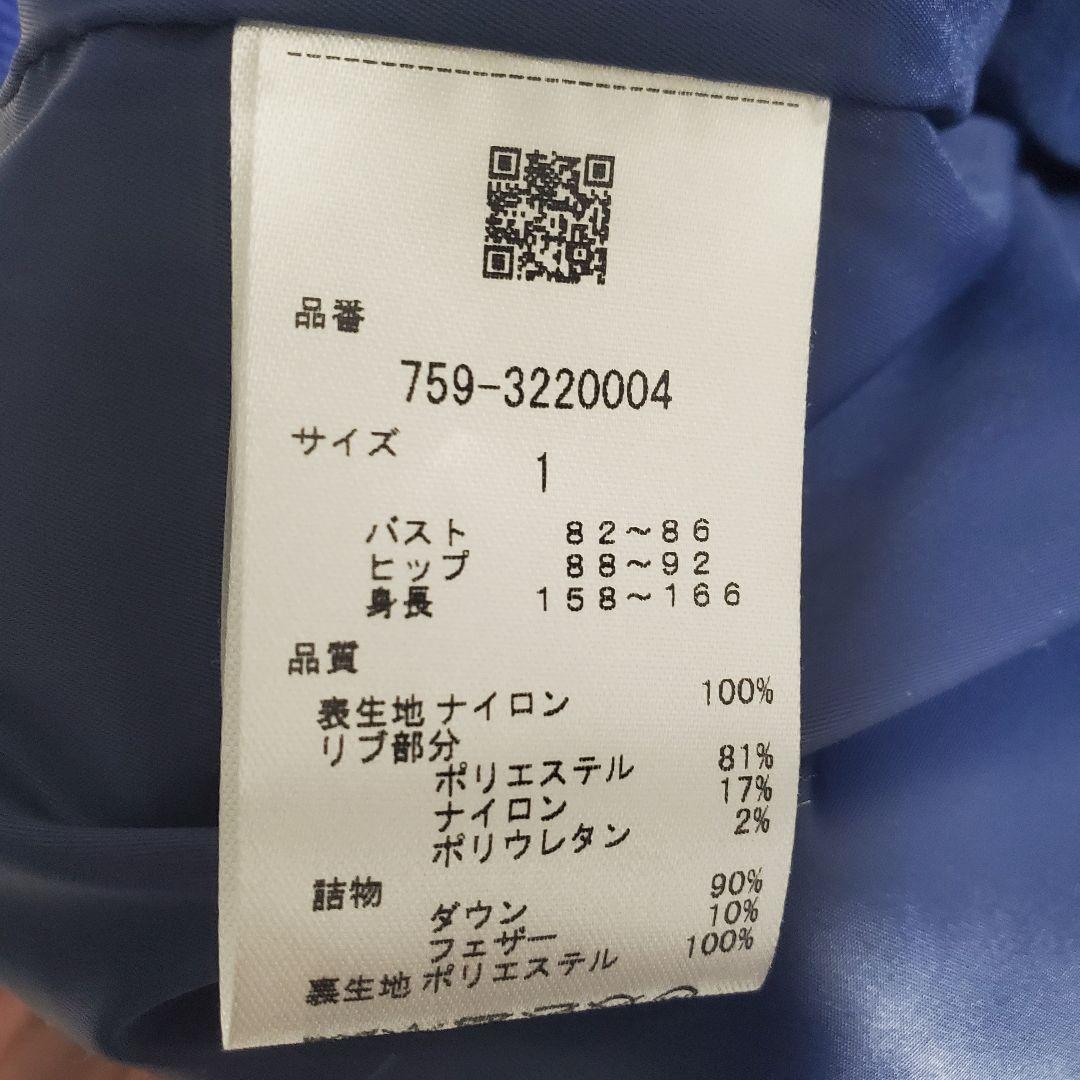 品番
759-3220004
サイズ
1
バスト 82~86
ヒップ 88~92
身長 158~166
品質
表生地 ナイロン 100%
リブ部分
ポリエステル 81%
ナイロン 17%
ポリウレタン 2%
詰物
ダウン 90%
フェザー 10%
裏生地 ポリエステル 100%